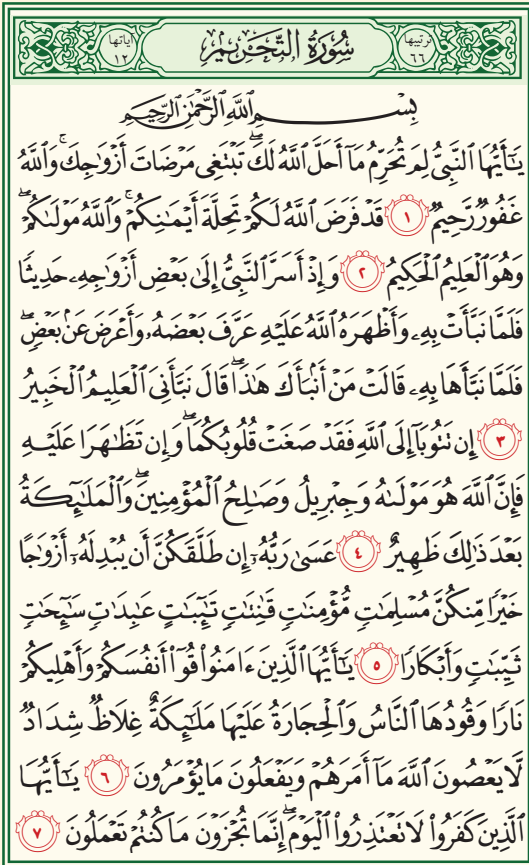 ترتيبها ٦٦ سُورَةُ التَّحْرِيمِ آياتها ١٢
بِسْمِ ٱللَّهِ ٱلرَّحْمَٰنِ ٱلرَّحِيمِ
يَٰٓأَيُّهَا ٱلنَّبِيُّ لِمَ تُحَرِّمُ مَآ أَحَلَّ ٱللَّهُ لَكَۖ تَبْتَغِي مَرْضَاتَ أَزْوَٰجِكَۚ وَٱللَّهُ
غَفُورٞ رَّحِيمٞ ١ قَدْ فَرَضَ ٱللَّهُ لَكُمْ تَحِلَّةَ أَيْمَٰنِكُمْۚ وَٱللَّهُ مَوْلَىٰكُمْۖ
وَهُوَ ٱلْعَلِيمُ ٱلْحَكِيمُ ٢ وَإِذْ أَسَرَّ ٱلنَّبِيُّ إِلَىٰ بَعْضِ أَزْوَٰجِهِۦ حَدِيثٗا
فَلَمَّا نَبَّأَتْ بِهِۦ وَأَظْهَرَهُ ٱللَّهُ عَلَيْهِ عَرَّفَ بَعْضَهُۥ وَأَعْرَضَ عَنۢ بَعْضٖۖ
فَلَمَّا نَبَّأَهَا بِهِۦ قَالَتْ مَنْ أَنۢبَأَكَ هَٰذَاۖ قَالَ نَبَّأَنِيَ ٱلْعَلِيمُ ٱلْخَبِيرُ
٣ إِن تَتُوبَآ إِلَى ٱللَّهِ فَقَدْ صَغَتْ قُلُوبُكُمَاۖ وَإِن تَظَٰهَرَا عَلَيْهِ
فَإِنَّ ٱللَّهَ هُوَ مَوْلَىٰهُ وَجِبْرِيلُ وَصَٰلِحُ ٱلْمُؤْمِنِينَۖ وَٱلْمَلَٰٓئِكَةُ
بَعْدَ ذَٰلِكَ ظَهِيرٌ ٤ عَسَىٰ رَبُّهُۥٓ إِن طَلَّقَكُنَّ أَن يُبْدِلَهُۥٓ أَزْوَٰجًا
خَيْرٗا مِّنكُنَّ مُسْلِمَٰتٖ مُّؤْمِنَٰتٖ قَٰنِتَٰتٖ تَٰٓئِبَٰتٍ عَٰبِدَٰتٖ سَٰٓئِحَٰتٖ
ثَيِّبَٰتٖ وَأَبْكَارٗا ٥ يَٰٓأَيُّهَا ٱلَّذِينَ ءَامَنُوا۟ قُوٓا۟ أَنفُسَكُمْ وَأَهْلِيكُمْ
نَارٗا وَقُودُهَا ٱلنَّاسُ وَٱلْحِجَارَةُ عَلَيْهَا مَلَٰٓئِكَةٌ غِلَاظٞ شِدَادٞ
لَّا يَعْصُونَ ٱللَّهَ مَآ أَمَرَهُمْ وَيَفْعَلُونَ مَا يُؤْمَرُونَ ٦ يَٰٓأَيُّهَا
ٱلَّذِينَ كَفَرُوا۟ لَا تَعْتَذِرُوا۟ ٱلْيَوْمَۖ إِنَّمَا تُجْزَوْنَ مَا كُنتُمْ تَعْمَلُونَ ٧